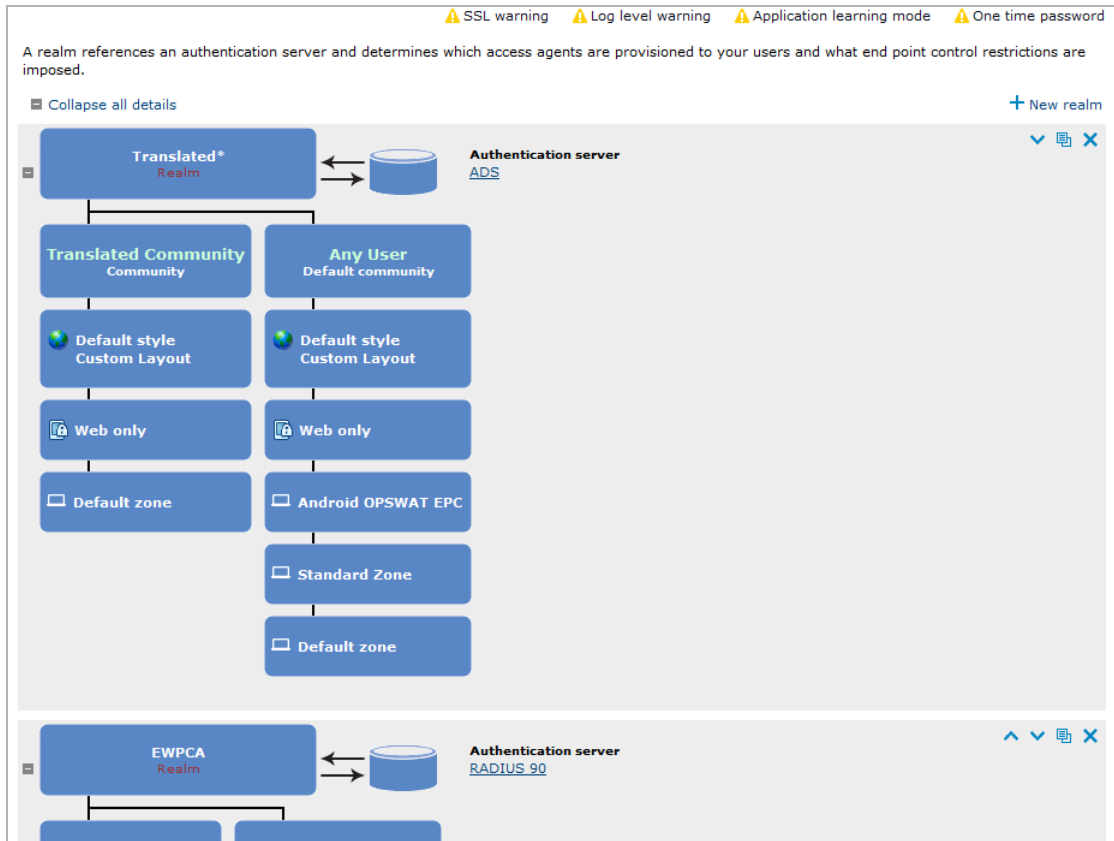 SSL warning Log level warning Application learning mode One time password
A realm references an authentication server and determines which access agents are provisioned to your users and what end point control restrictions are
imposed.
Collapse all details
New realm
Translated*
Realm
Authentication server
ADS
Translated Community
Community
Any User
Default community
Default style
Custom Layout
Default style
Custom Layout
Web only
Web only
Default zone
Android OPSWAT EPC
Standard Zone
Default zone
EWPCA
Realm
Authentication server
RADIUS 90